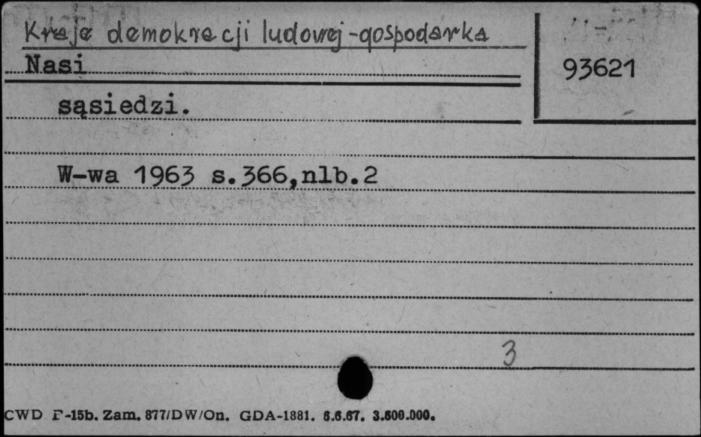 Kraje demokracji ludowej - gospodarka
Nasi
93621
sąsiedzi.
W-wa 1963 s.366,nlb.2
3
CWD F-15b. Zam. 877/DW/On. GDA-1881. 6.6.67. 3.600.000.